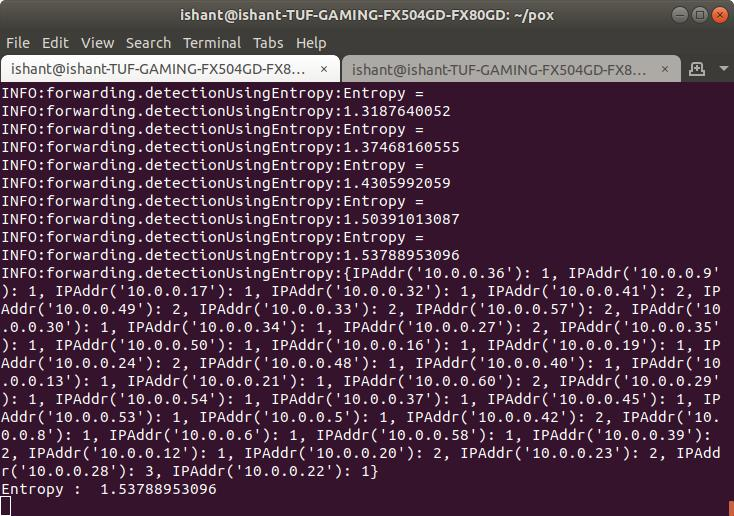 ishant@ishant-TUF-GAMING-FX504GD-FX80GD: ~/pox
File Edit View Search Terminal Tabs Help
ishant@ishant-TUF-GAMING-FX504GD-FX8... × ishant@ishant-TUF-GAMING-FX504GD-FX8... ×
INFO:forwarding.detectionUsingEntropy:Entropy =
INFO:forwarding.detectionUsingEntropy:1.3187640052
INFO:forwarding.detectionUsingEntropy:Entropy =
INFO:forwarding.detectionUsingEntropy:1.37468160555
INFO:forwarding.detectionUsingEntropy:Entropy =
INFO:forwarding.detectionUsingEntropy:1.4305992059
INFO:forwarding.detectionUsingEntropy:Entropy =
INFO:forwarding.detectionUsingEntropy:1.50391013087
INFO:forwarding.detectionUsingEntropy:Entropy =
INFO:forwarding.detectionUsingEntropy:1.53788953096
INFO:forwarding.detectionUsingEntropy:{IPAddr('10.0.0.36'): 1, IPAddr('10.0.0.9'
): 1, IPAddr('10.0.0.17'): 1, IPAddr('10.0.0.32'): 1, IPAddr('10.0.0.41'): 2, IP
Addr('10.0.0.49'): 2, IPAddr('10.0.0.33'): 2, IPAddr('10.0.0.57'): 2, IPAddr('10
.0.0.30'): 1, IPAddr('10.0.0.34'): 1, IPAddr('10.0.0.27'): 2, IPAddr('10.0.0.35'
): 1, IPAddr('10.0.0.50'): 1, IPAddr('10.0.0.16'): 1, IPAddr('10.0.0.19'): 1, IP
Addr('10.0.0.24'): 2, IPAddr('10.0.0.48'): 1, IPAddr('10.0.0.40'): 1, IPAddr('10
.0.0.13'): 1, IPAddr('10.0.0.21'): 1, IPAddr('10.0.0.60'): 2, IPAddr('10.0.0.29'
): 1, IPAddr('10.0.0.54'): 1, IPAddr('10.0.0.37'): 1, IPAddr('10.0.0.45'): 1, IP
Addr('10.0.0.53'): 1, IPAddr('10.0.0.5'): 1, IPAddr('10.0.0.42'): 2, IPAddr('10.
0.0.8'): 1, IPAddr('10.0.0.6'): 1, IPAddr('10.0.0.58'): 1, IPAddr('10.0.0.39'):
2, IPAddr('10.0.0.12'): 1, IPAddr('10.0.0.20'): 2, IPAddr('10.0.0.23'): 2, IPAdd
r('10.0.0.28'): 3, IPAddr('10.0.0.22'): 1}
Entropy :  1.53788953096